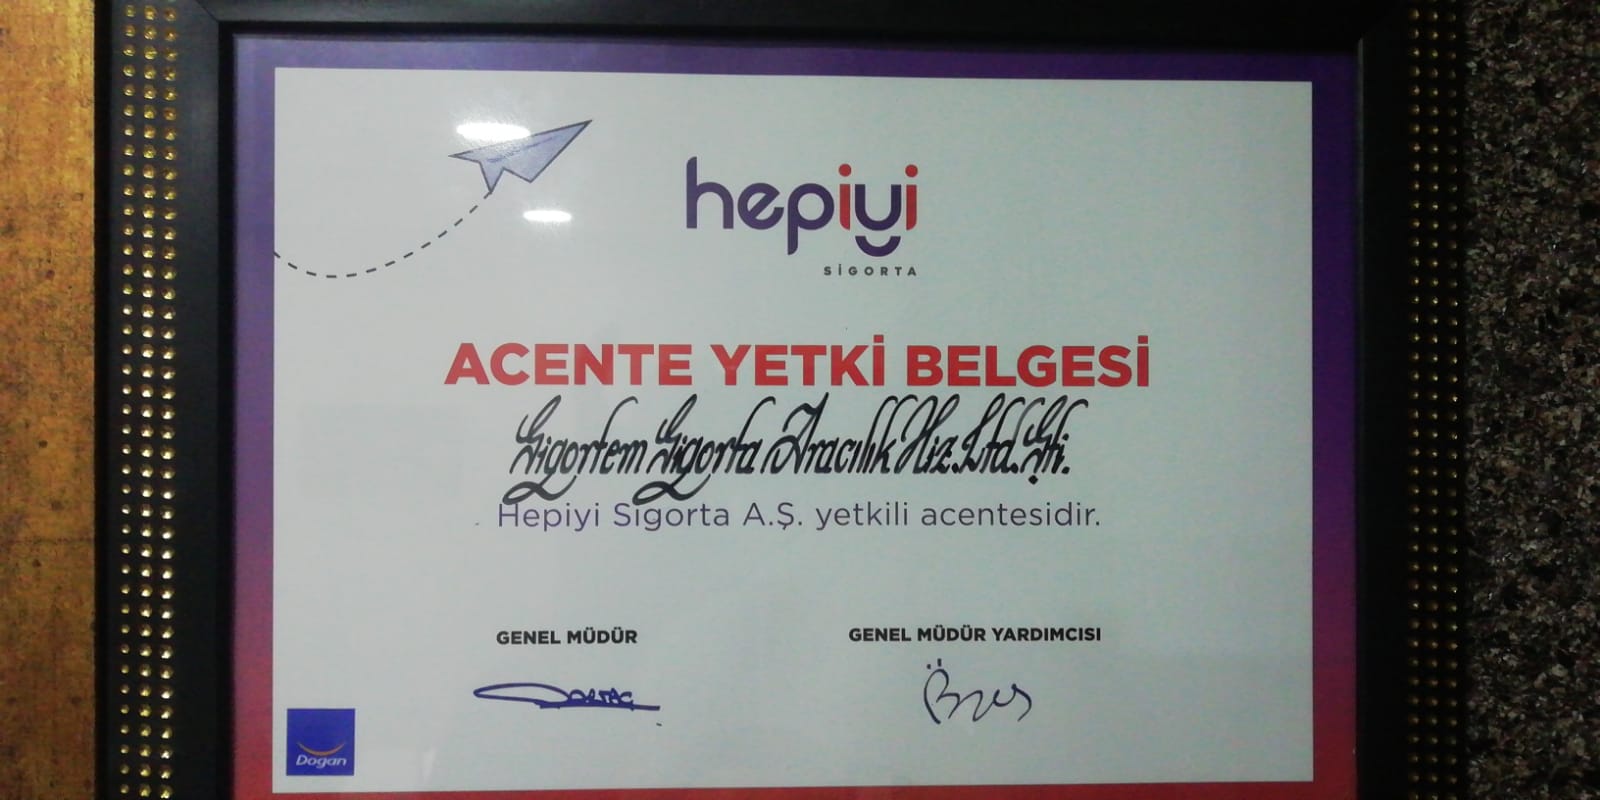 hepiyi
SİGORTA
ACENTE YETKİ BELGESİ
Sigortem Sigorta Aracılık Hiz. Ltd. Şti.
Hepiyi Sigorta A.Ş. yetkili acentesidir.
GENEL MÜDÜR
GENEL MÜDÜR YARDIMCISI
Doğan